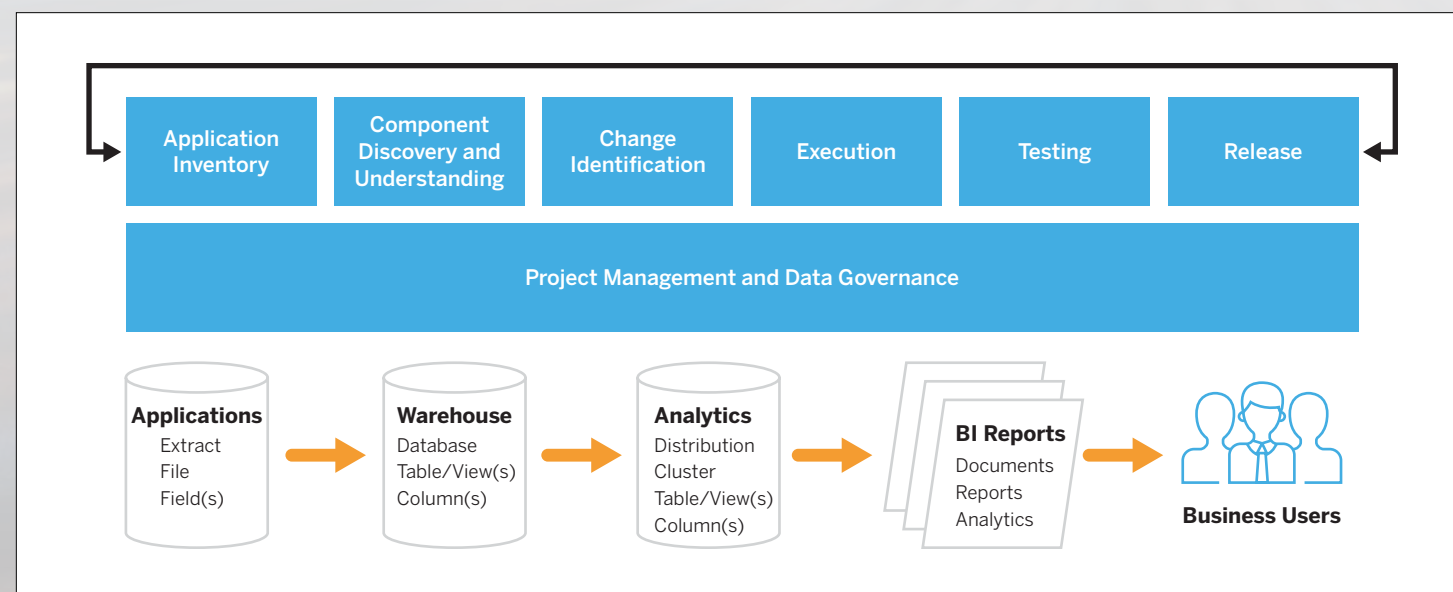 Application
Inventory
Component
Discovery and
Understanding
Change
Identification
Execution
Testing
Release
Project Management and Data Governance
Applications
Extract
File
Field(s)
Warehouse
Database
Table/View(s)
Column(s)
Analytics
Distribution
Cluster
Table/View(s)
Column(s)
BI Reports
Documents
Reports
Analytics
Business Users